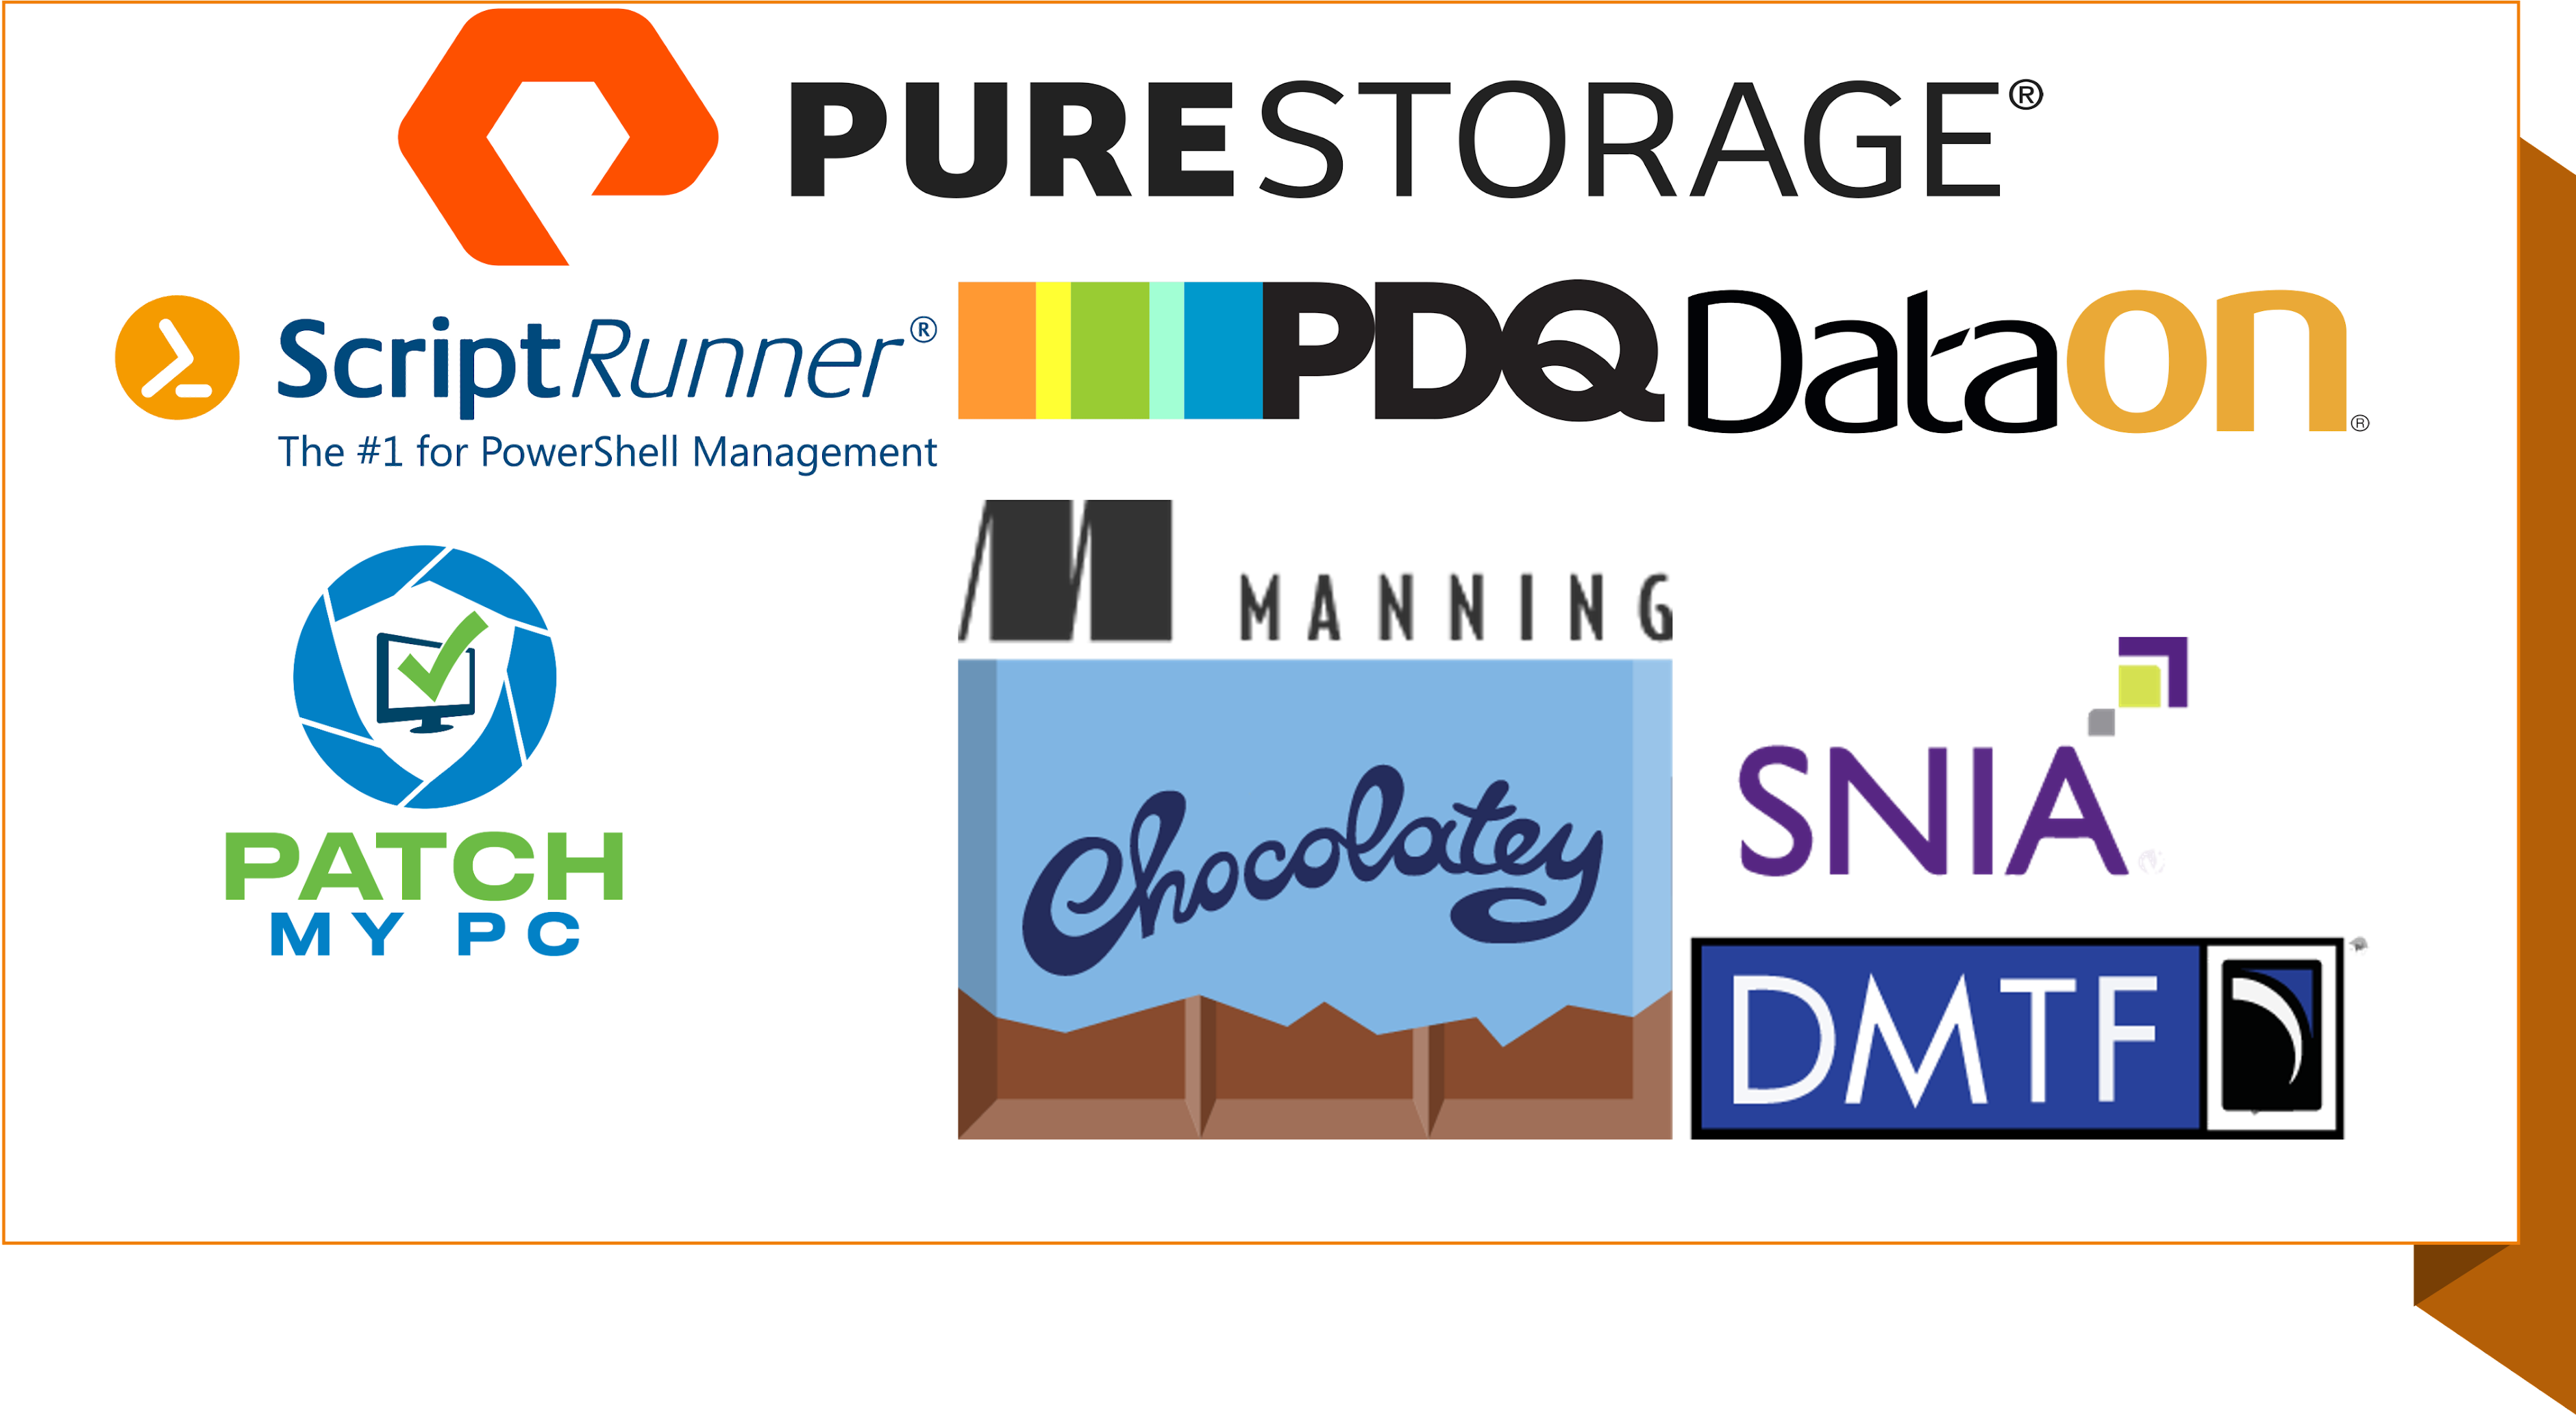 PURESTORAGE®
ScriptRunner®
The #1 for PowerShell Management
PDQ
Dataon®
MANNING
Chocolatey
PATCH
MY PC
SNIA
DMTF